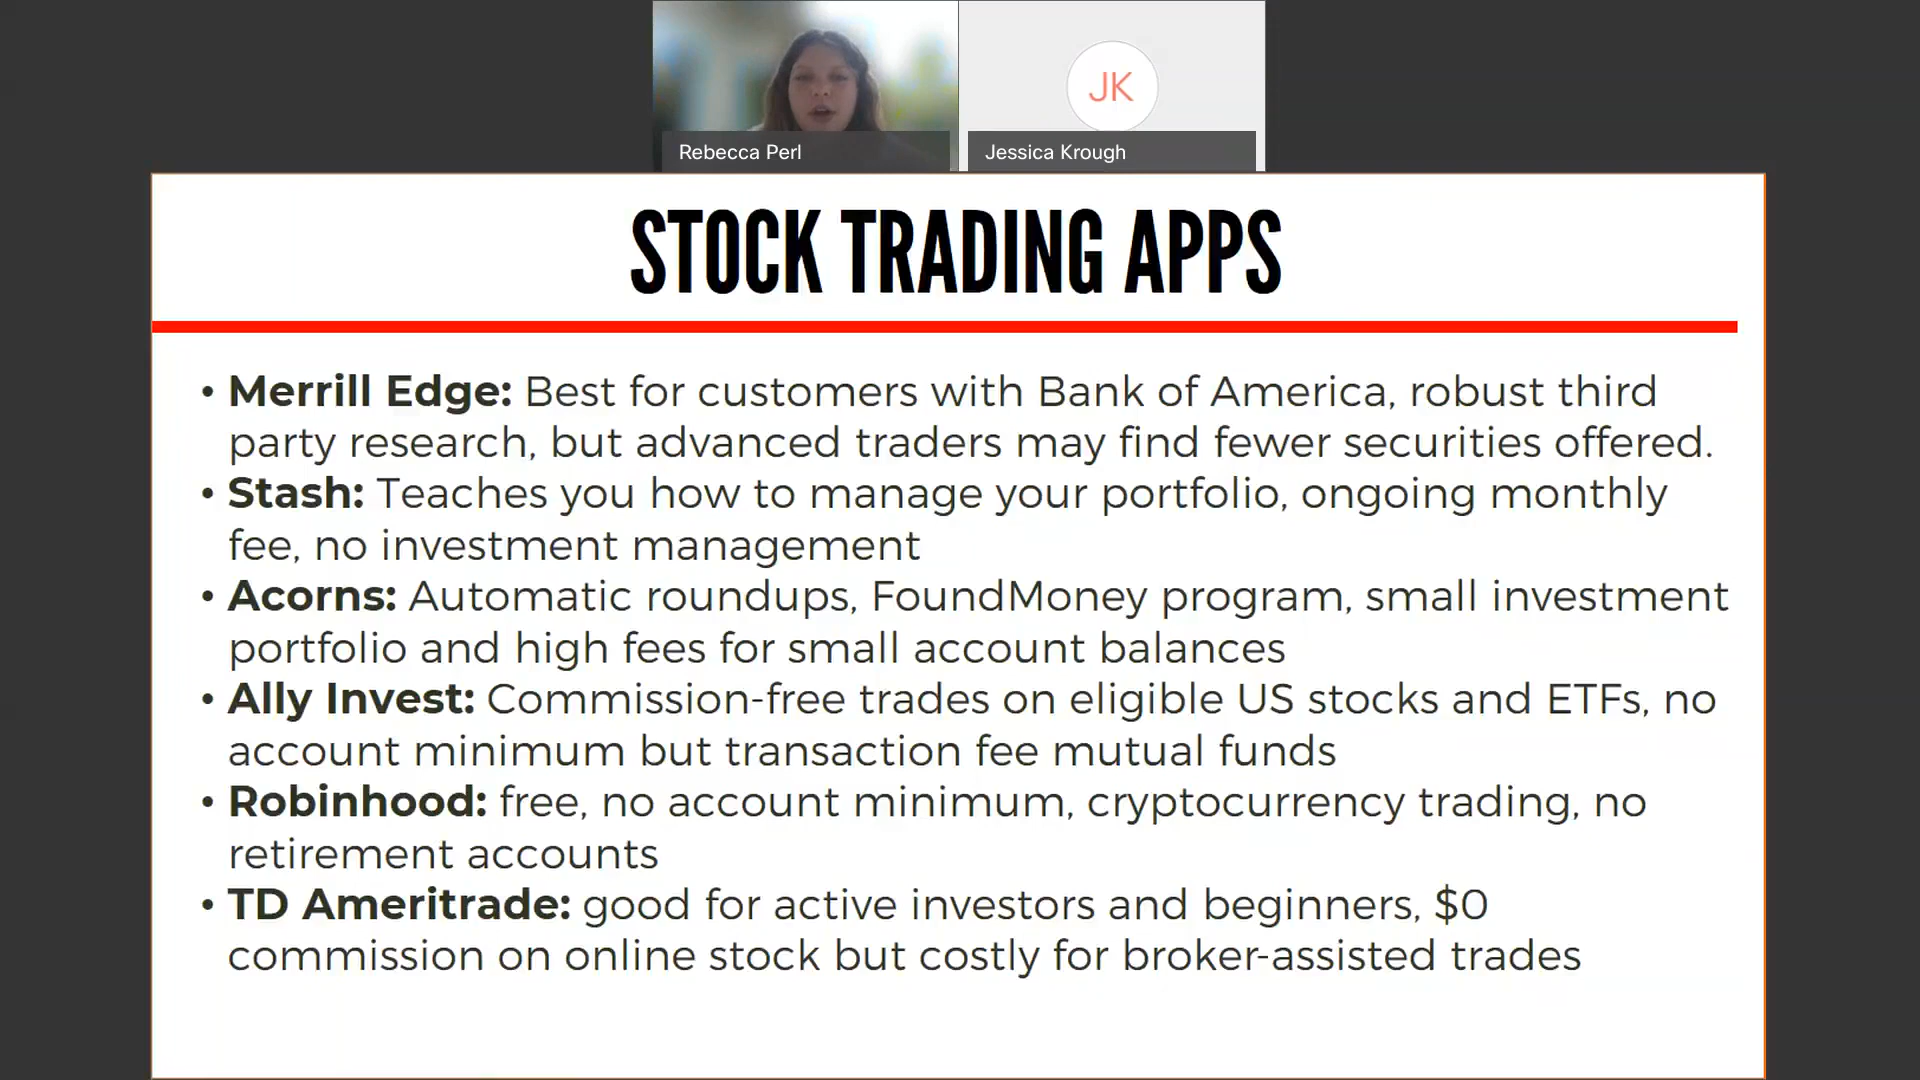 JK
Rebecca Perl
Jessica Krough
STOCK TRADING APPS
• Merrill Edge: Best for customers with Bank of America, robust third
party research, but advanced traders may find fewer securities offered.
• Stash: Teaches you how to manage your portfolio, ongoing monthly
fee, no investment management
• Acorns: Automatic roundups, FoundMoney program, small investment
portfolio and high fees for small account balances
• Ally Invest: Commission-free trades on eligible US stocks and ETFs, no
account minimum but transaction fee mutual funds
• Robinhood: free, no account minimum, cryptocurrency trading, no
retirement accounts
• TD Ameritrade: good for active investors and beginners, $0
commission on online stock but costly for broker-assisted trades